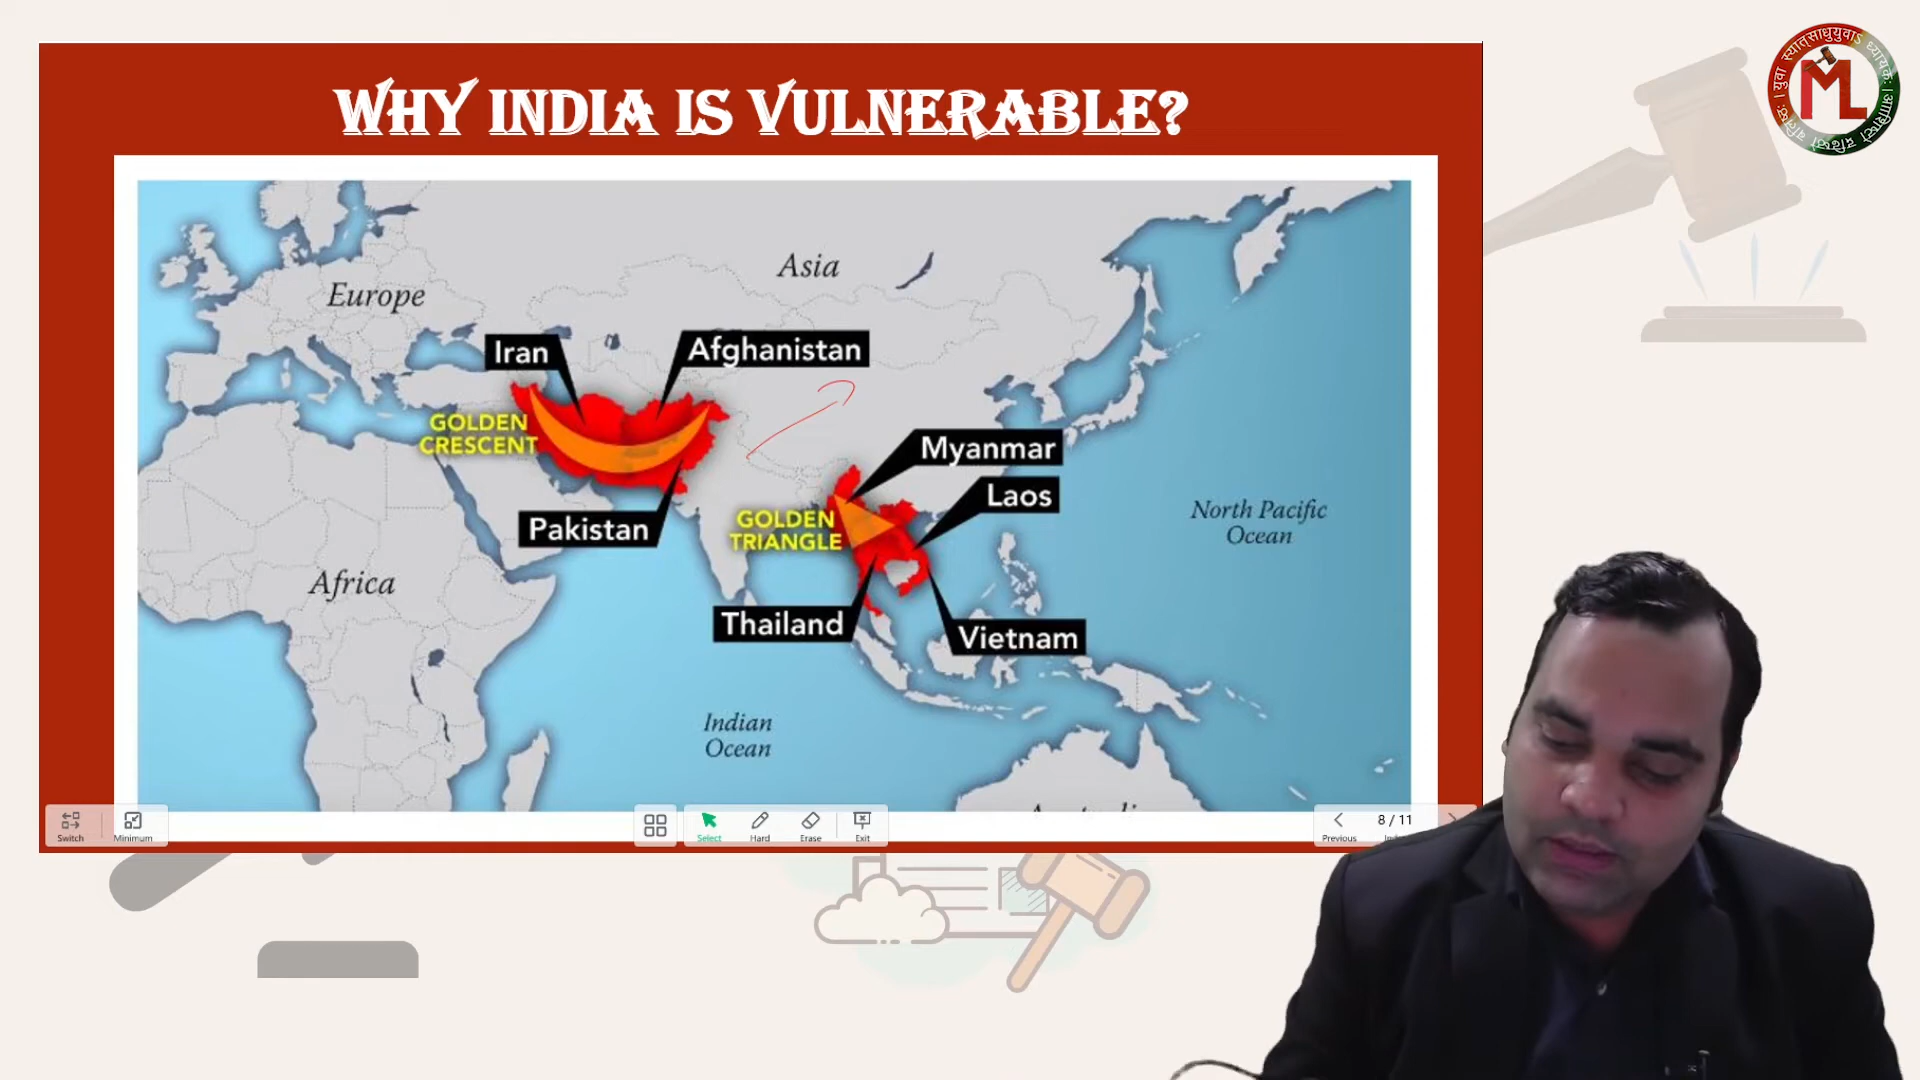 WHY INDIA IS VULNERABLE?
ML
Asia
Europe
Iran
Afghanistan
GOLDEN
CRESCENT
Myanmar
Laos
Pakistan
GOLDEN
TRIANGLE
North Pacific
Ocean
Africa
Thailand
Vietnam
Indian
Ocean
Switch
Minimum
Select
Hard
Erase
Exit
Previous
8 / 11